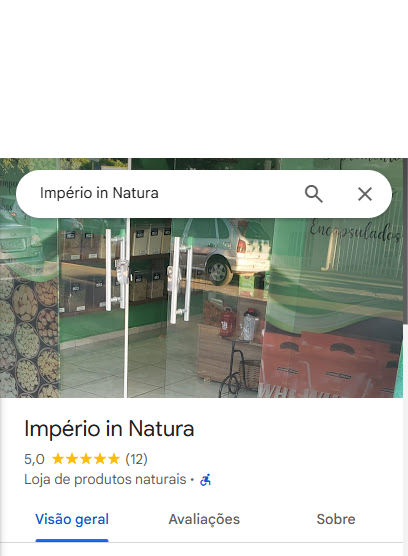 Império in Natura
Encapsulados
Império in Natura
5,0 (12)
Loja de produtos naturais ·
Visão geral
Avaliações
Sobre